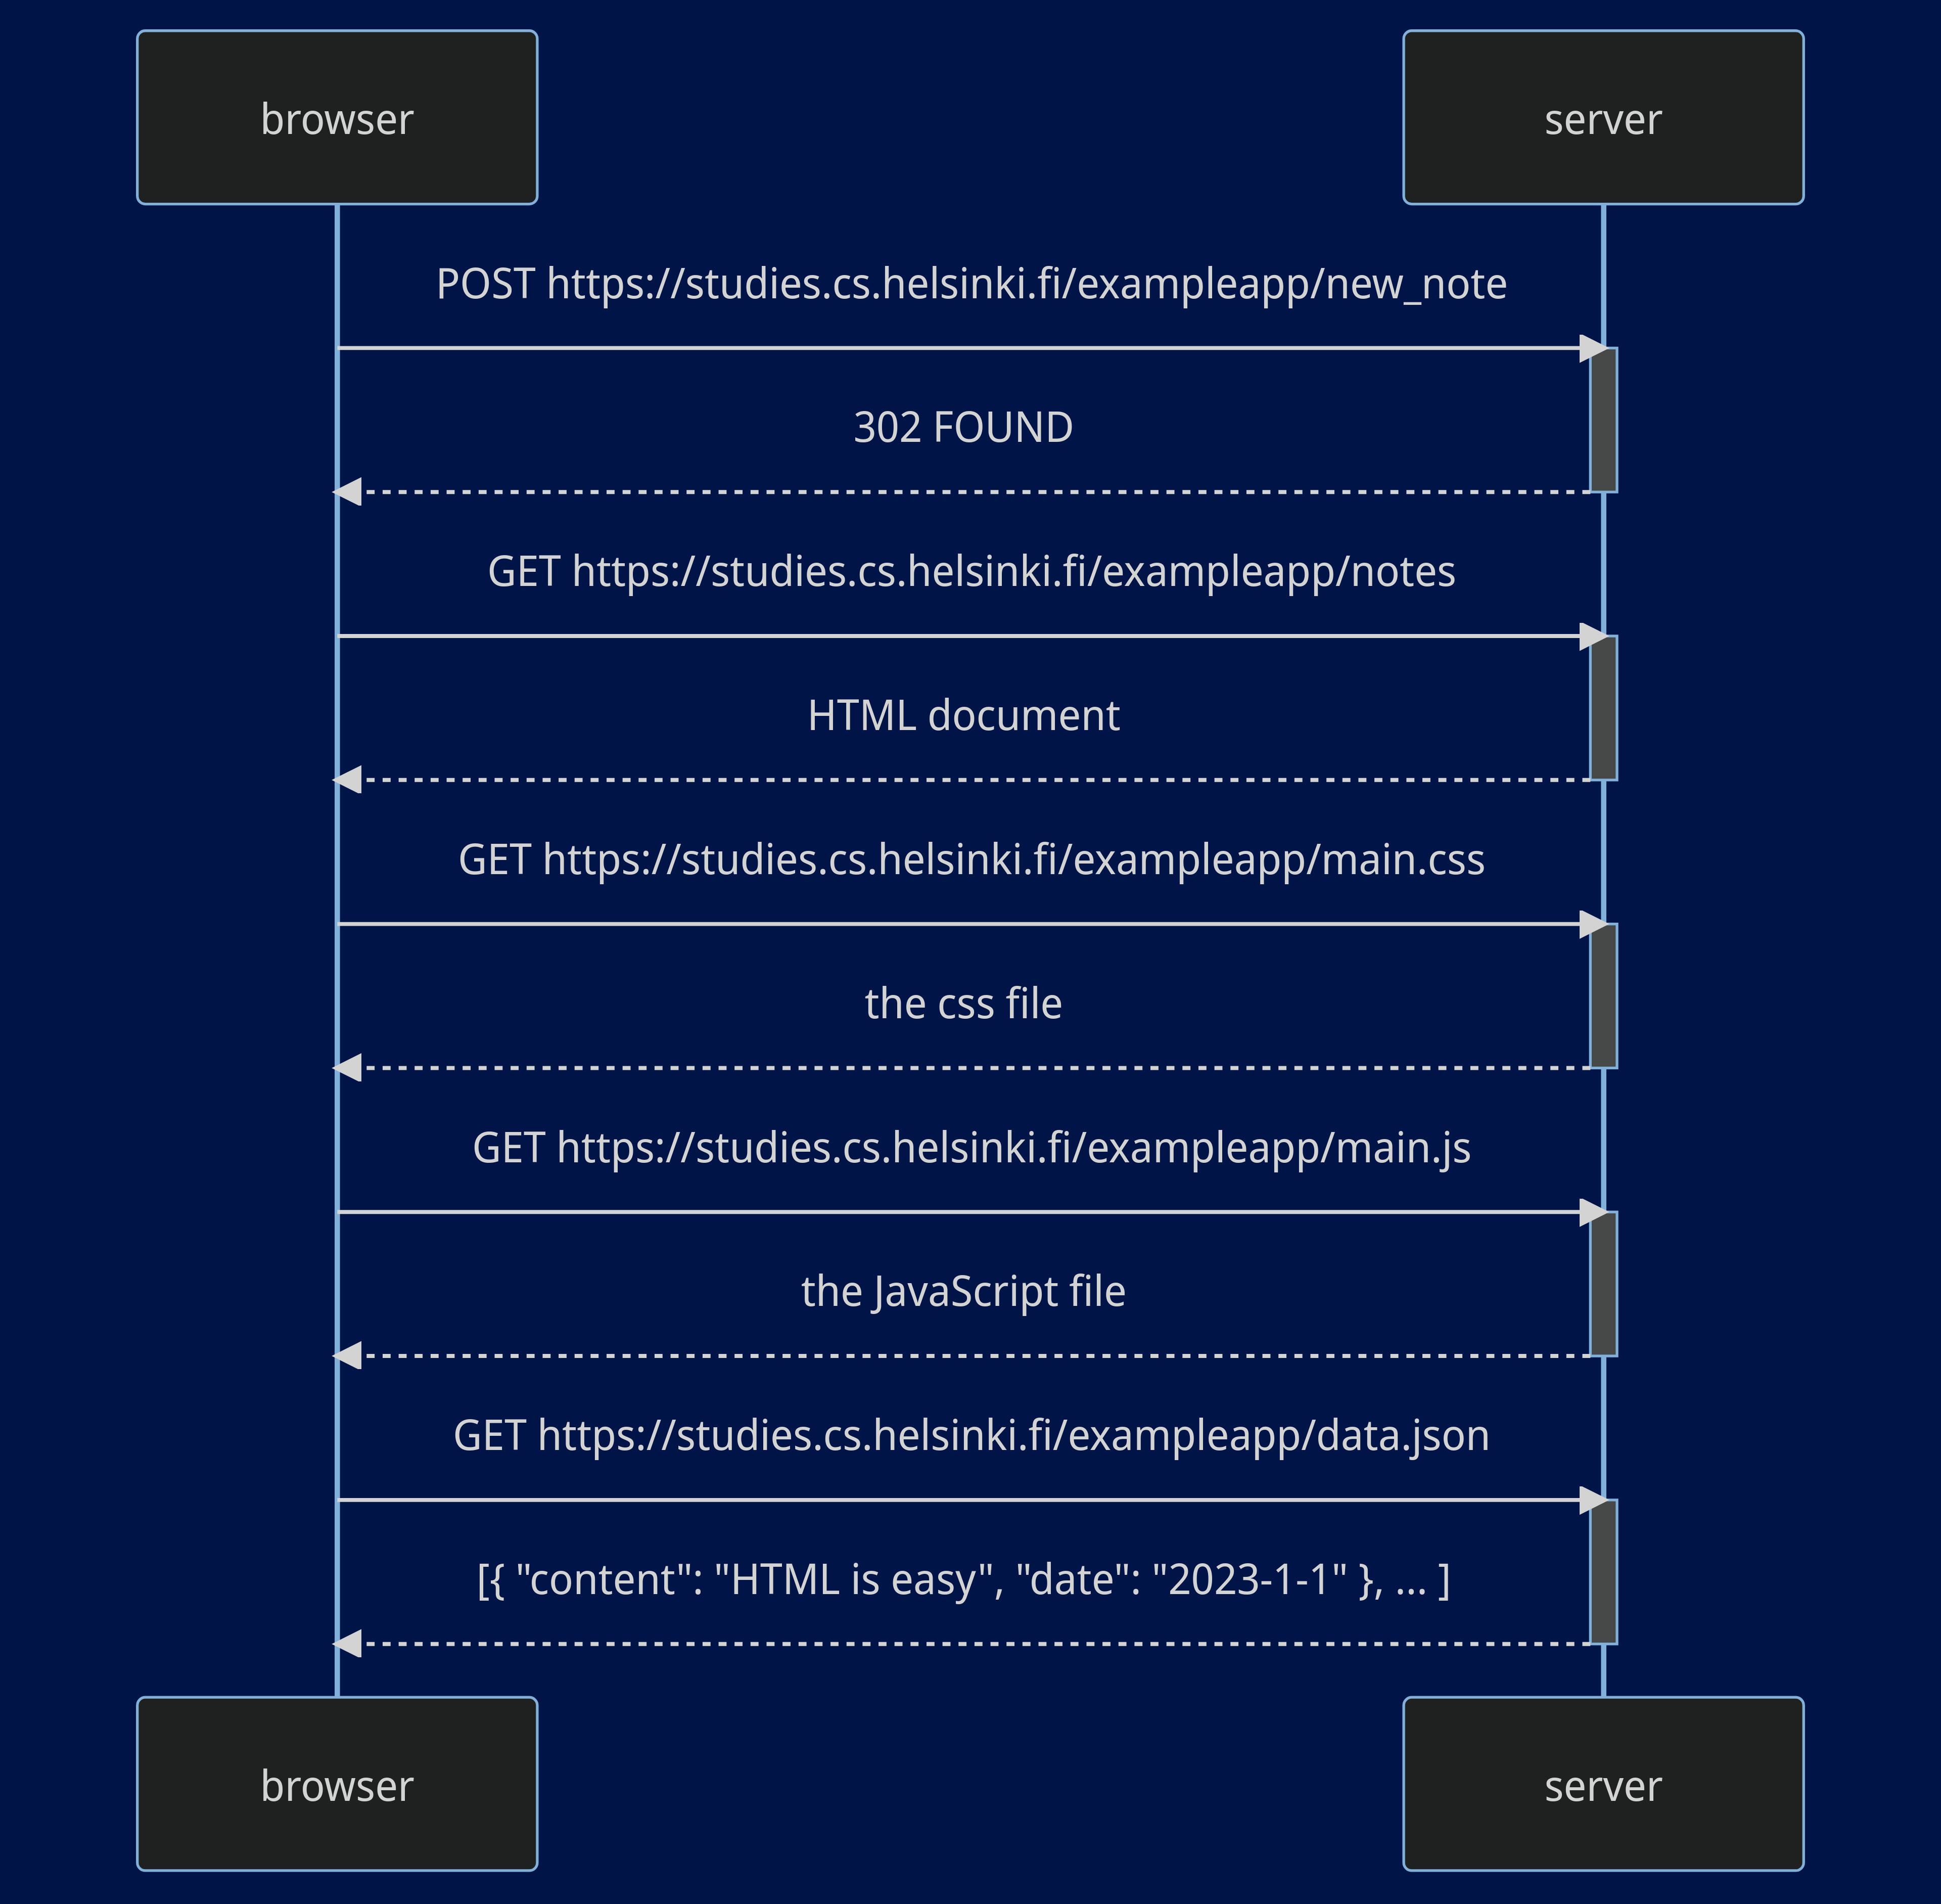 browser
server
POST https://studies.cs.helsinki.fi/exampleapp/new_note
302 FOUND
GET https://studies.cs.helsinki.fi/exampleapp/notes
HTML document
GET https://studies.cs.helsinki.fi/exampleapp/main.css
the css file
GET https://studies.cs.helsinki.fi/exampleapp/main.js
the JavaScript file
GET https://studies.cs.helsinki.fi/exampleapp/data.json
[{ "content": "HTML is easy", "date": "2023-1-1" }, ... ]
browser
server